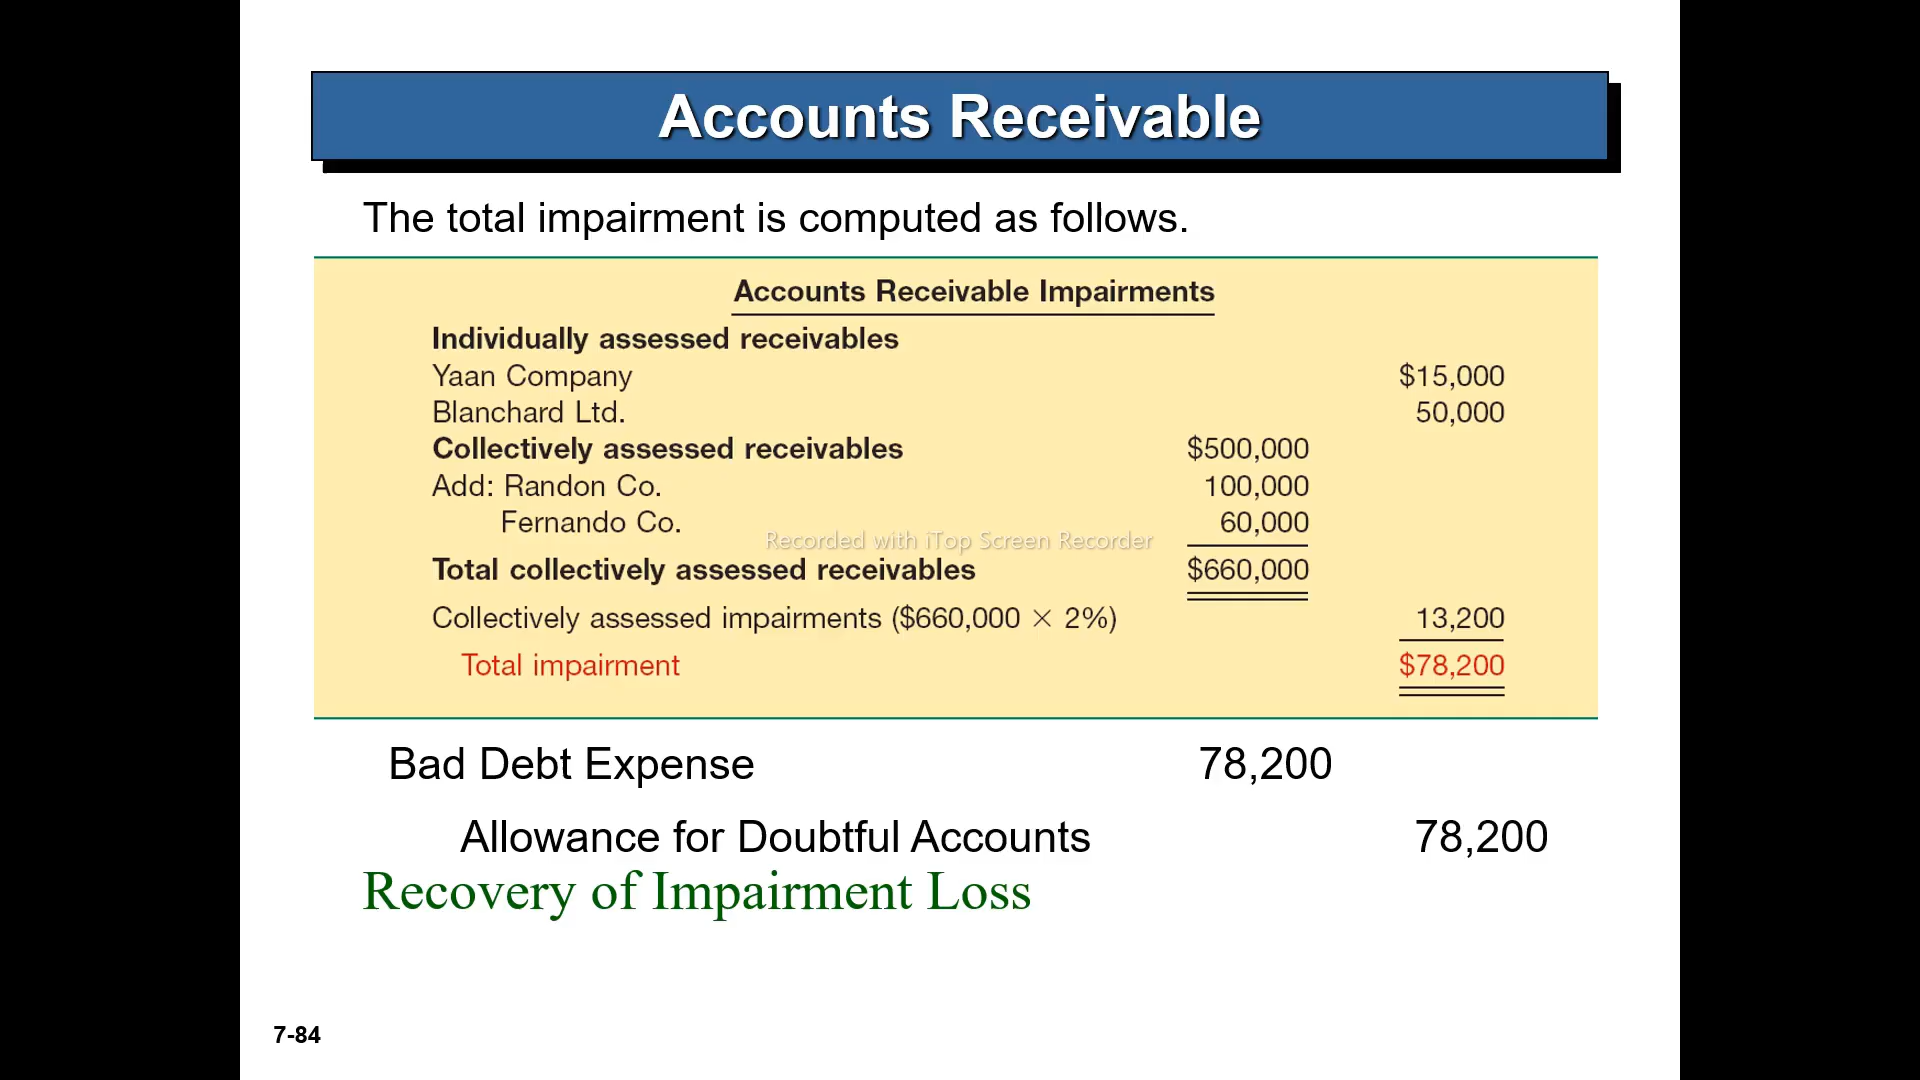 Accounts Receivable
The total impairment is computed as follows.
Accounts Receivable Impairments
Individually assessed receivables
Yaan Company $15,000
Blanchard Ltd. 50,000
Collectively assessed receivables $500,000
Add: Randon Co. 100,000
Fernando Co. 60,000
Recorded with iTop Screen Recorder
Total collectively assessed receivables $660,000
Collectively assessed impairments ($660,000 × 2%) 13,200
Total impairment $78,200
Bad Debt Expense 78,200
Allowance for Doubtful Accounts 78,200
Recovery of Impairment Loss
7-84